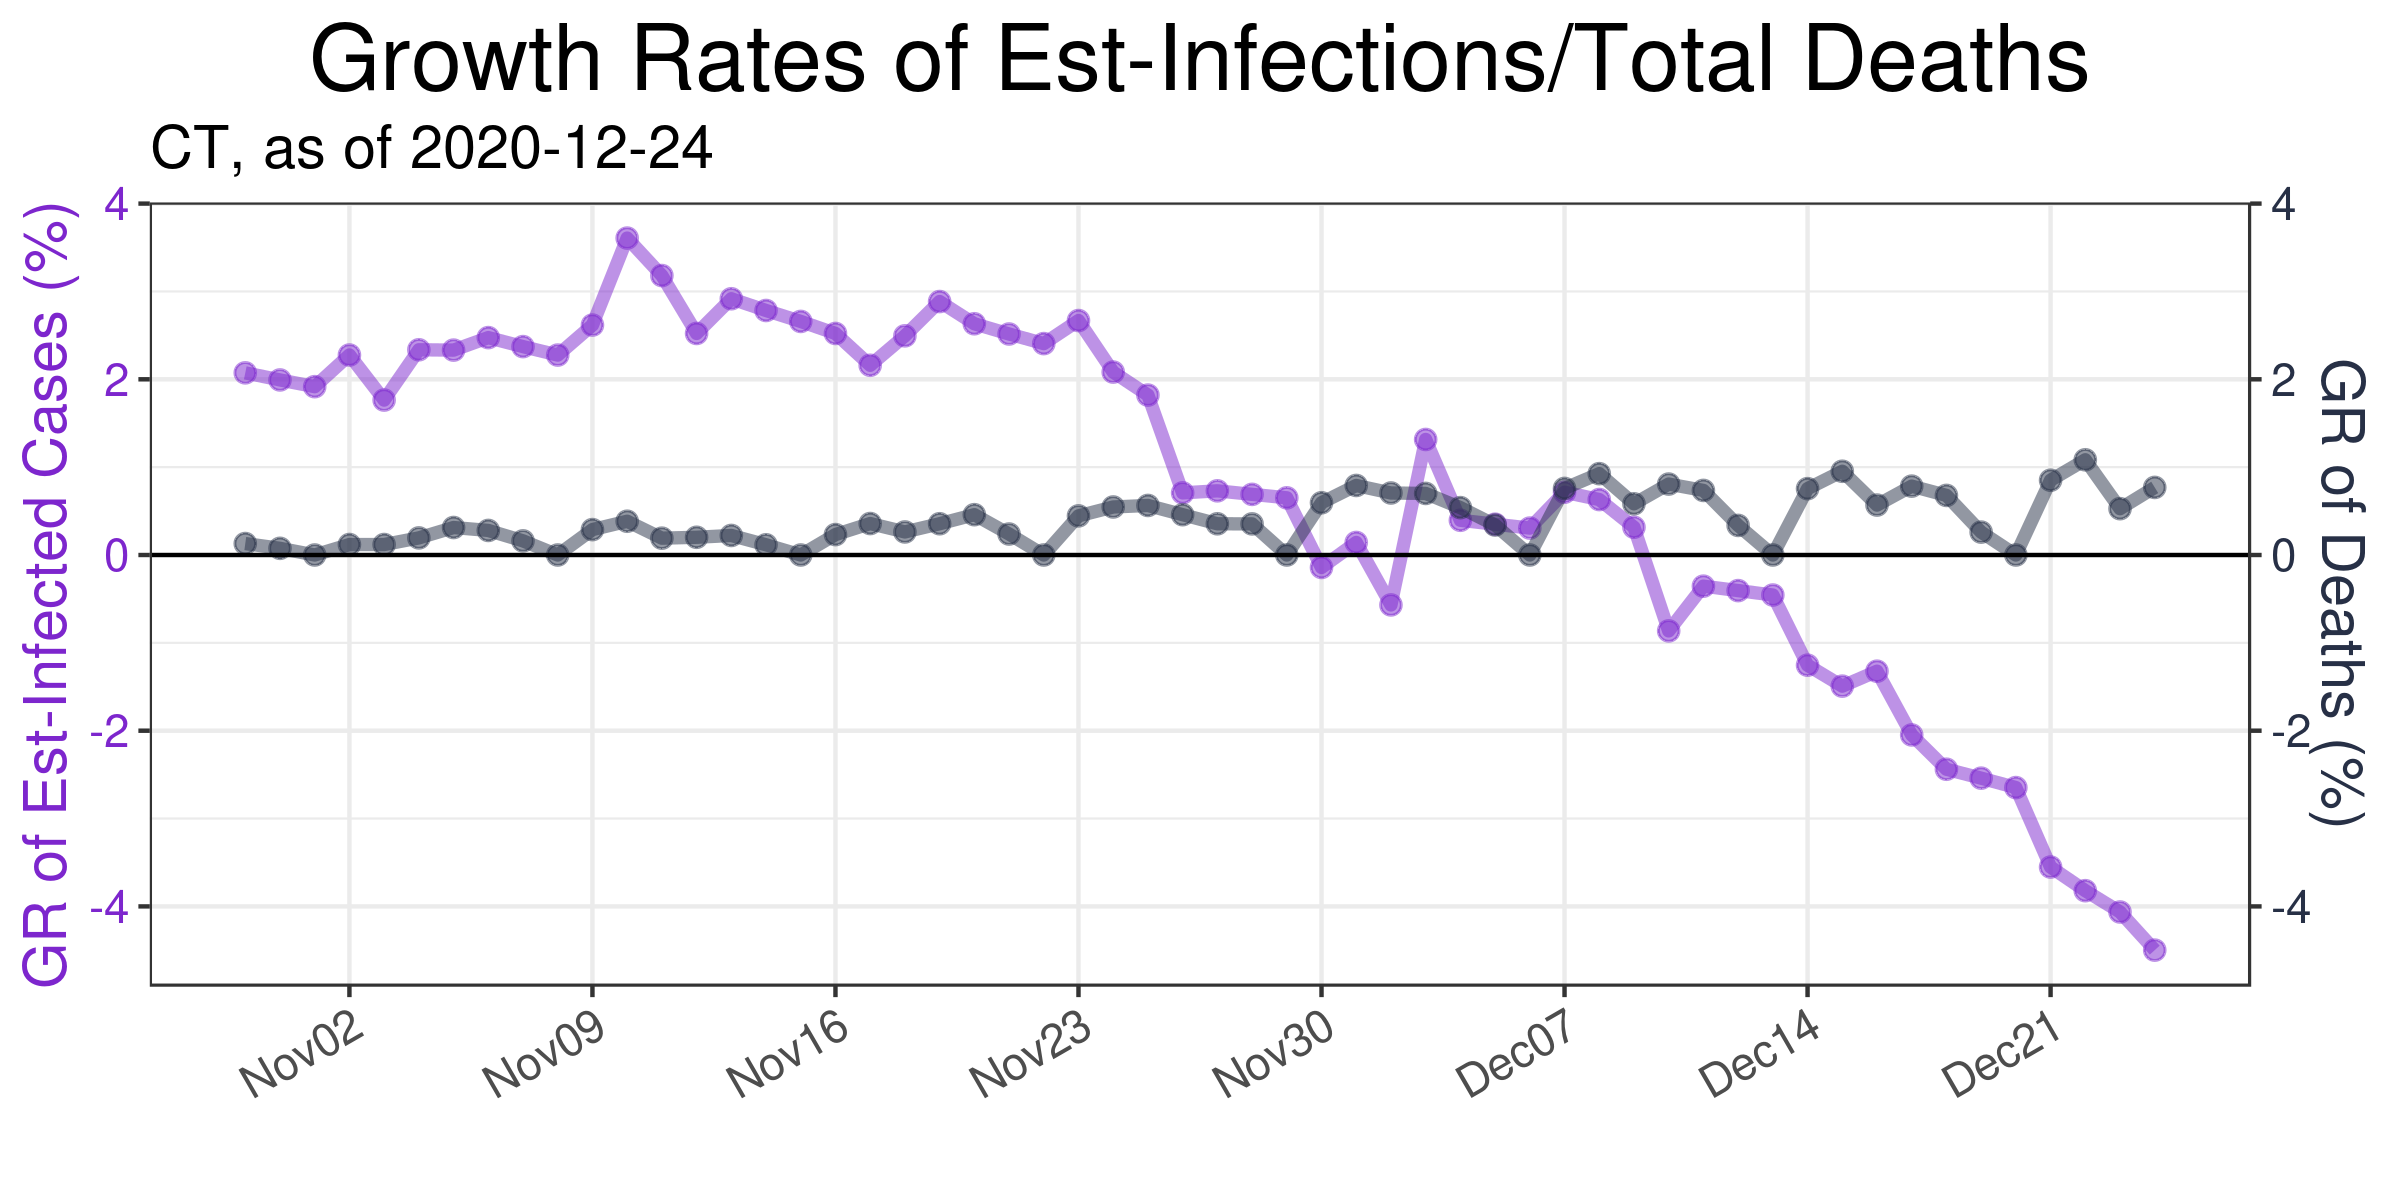 Growth Rates of Est-Infections/Total Deaths
CT, as of 2020-12-24
GR of Est-Infected Cases (%)
4
2
0
-2
-4
4
2
0
-2
-4
GR of Deaths (%)
Nov02
Nov09
Nov16
Nov23
Nov30
Dec07
Dec14
Dec21